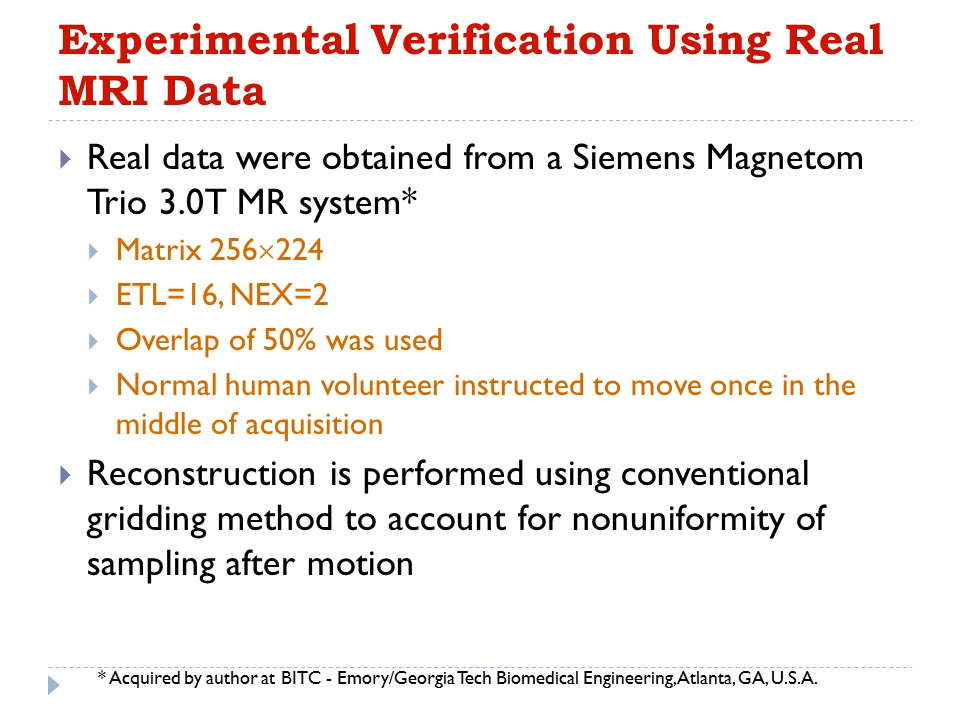 Experimental Verification Using Real
MRI Data
Real data were obtained from a Siemens Magnetom
Trio 3.0T MR system*
Matrix 256×224
ETL=16, NEX=2
Overlap of 50% was used
Normal human volunteer instructed to move once in the
middle of acquisition
Reconstruction is performed using conventional
gridding method to account for nonuniformity of
sampling after motion
* Acquired by author at BITC - Emory/Georgia Tech Biomedical Engineering, Atlanta, GA, U.S.A.